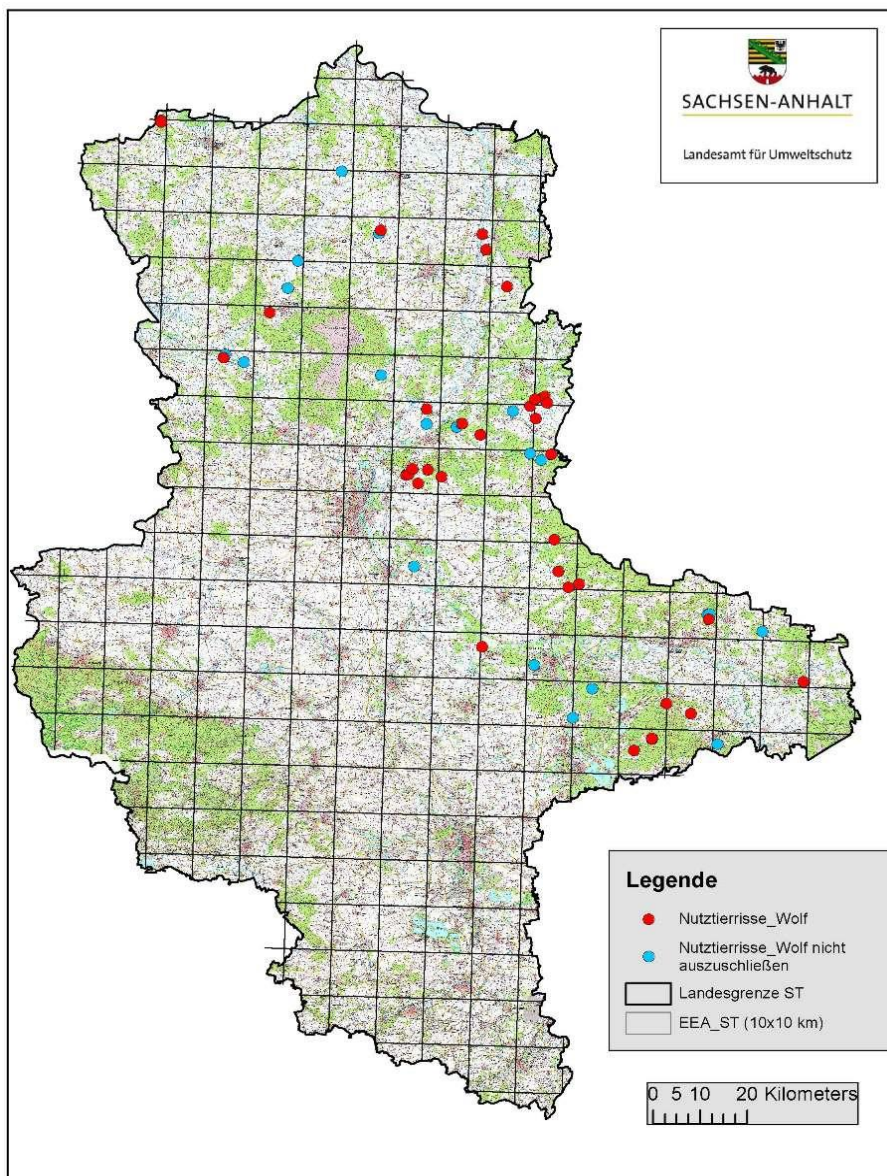 SACHSEN-ANHALT
Landesamt für Umweltschutz
Legende
Nutztierrisse_Wolf
Nutztierrisse_Wolf nicht
auszuschließen
Landesgrenze ST
EEA_ST (10x10 km)
0 5 10 20 Kilometers